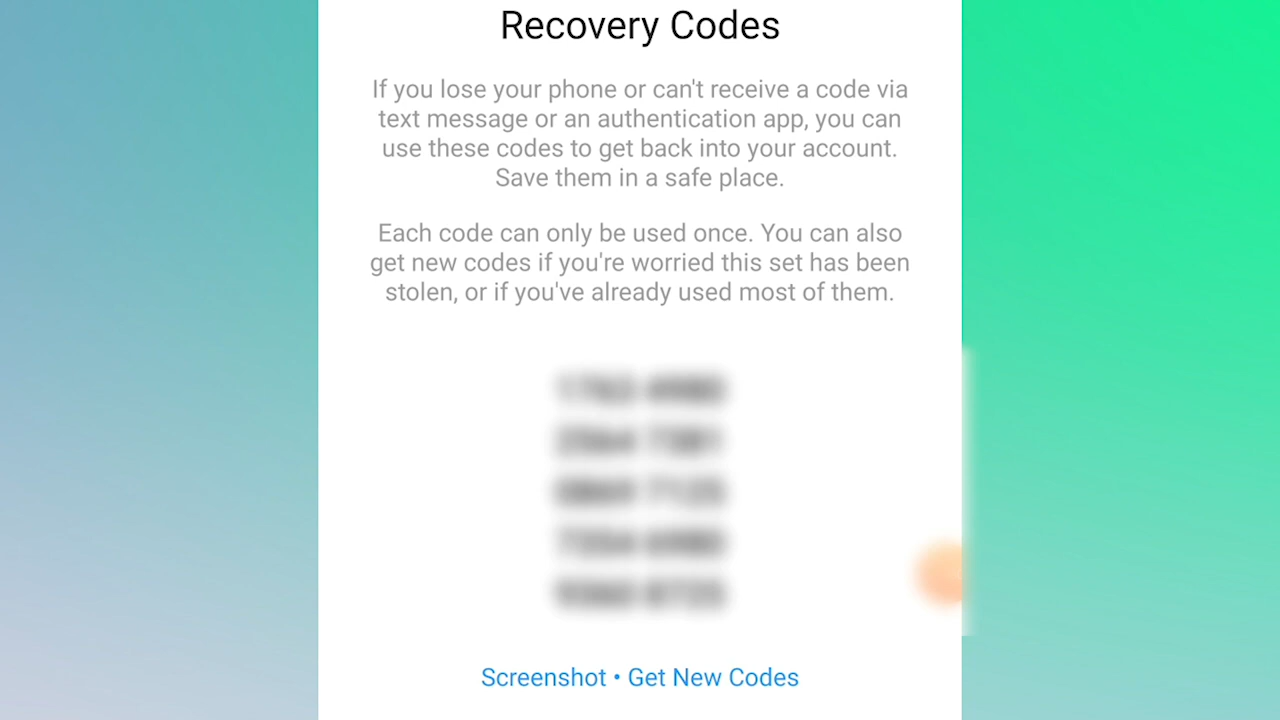 Recovery Codes
If you lose your phone or can't receive a code via
text message or an authentication app, you can
use these codes to get back into your account.
Save them in a safe place.
Each code can only be used once. You can also
get new codes if you're worried this set has been
stolen, or if you've already used most of them.
Screenshot • Get New Codes